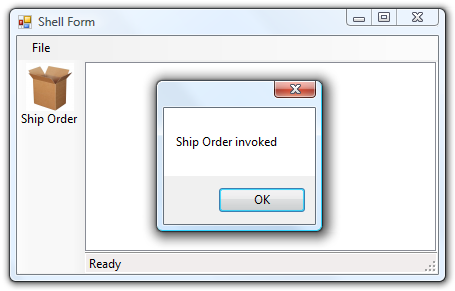 Shell Form
File
Ship Order
Ship Order invoked
OK
Ready